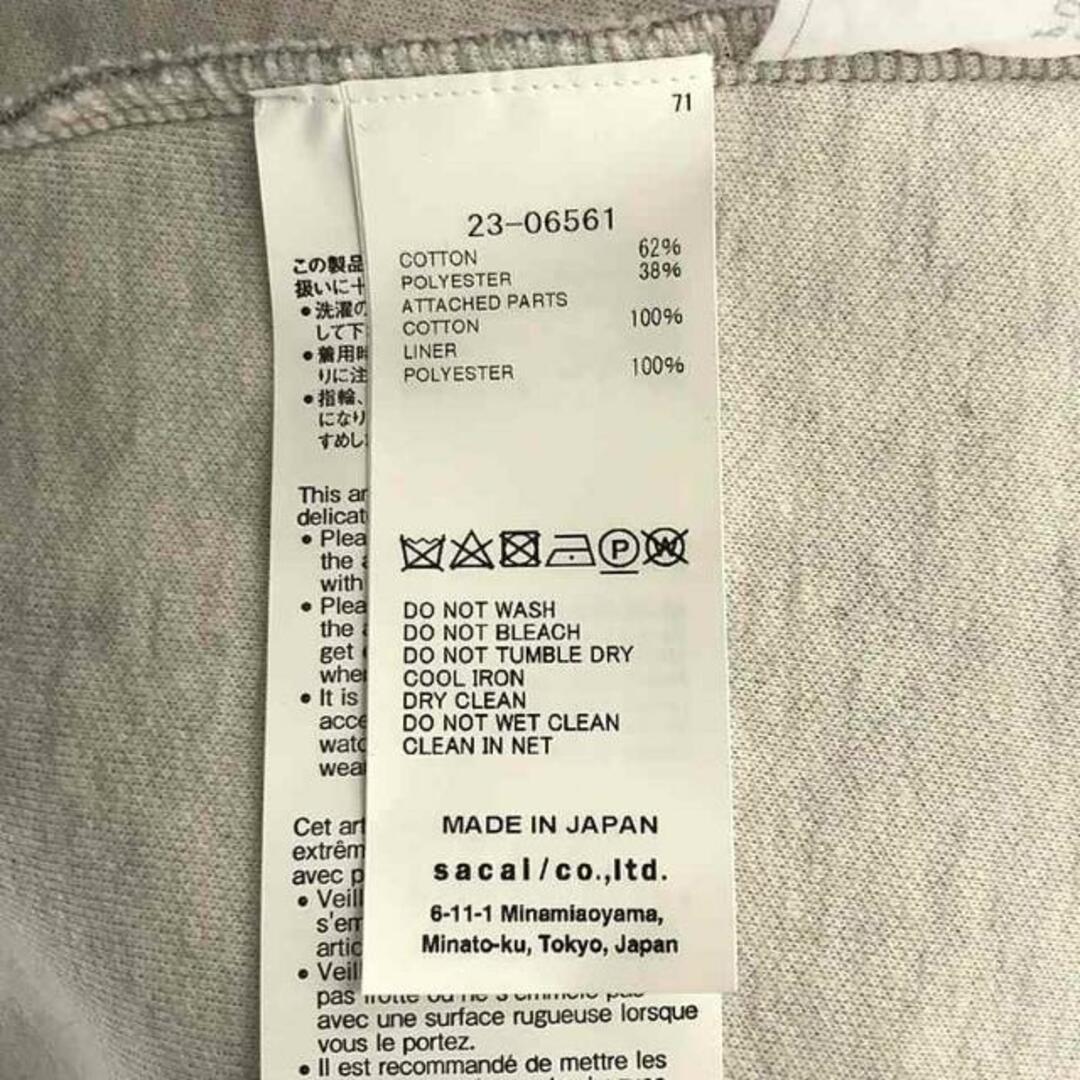 71
23-06561
COTTON 62%
POLYESTER 38%
ATTACHED PARTS
COTTON 100%
LINER
POLYESTER 100%
P W
DO NOT WASH
DO NOT BLEACH
DO NOT TUMBLE DRY
COOL IRON
DRY CLEAN
DO NOT WET CLEAN
CLEAN IN NET
MADE IN JAPAN
sacai/co.,ltd.
6-11-1 Minamiaoyama,
Minato-ku, Tokyo, Japan
この製品
扱いに十
●洗濯の
して下
●着用時
りに注
●指輪、
になり
すめし
This ar
delicat
• Plea
the
with
• Plea
the
get
whe
• It is
acce
watc
wea
Cet art
extrêm
avec p
• Veill
s'em
artic
• Veill
pas
avec une surface rugueuse lorsque
vous le portez.
• Il est recommandé de mettre les